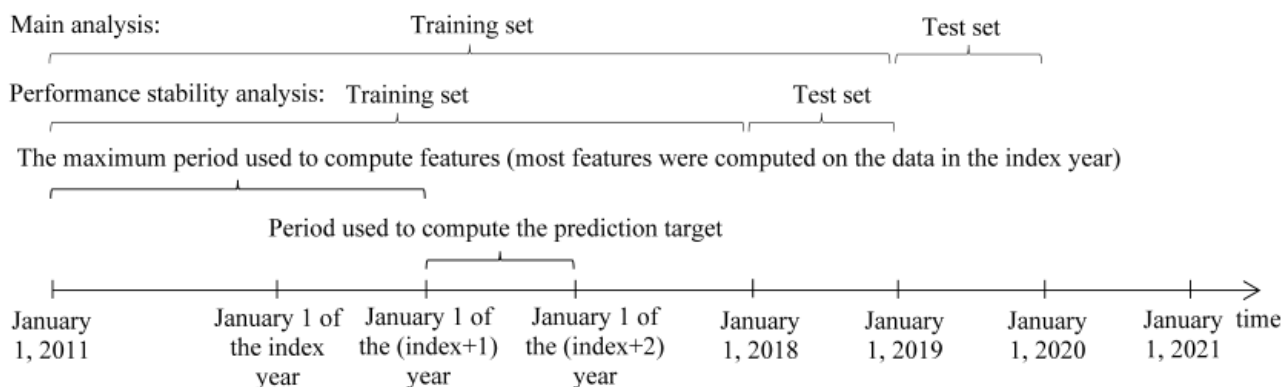 Main analysis: Training set Test set
Performance stability analysis: Training set Test set
The maximum period used to compute features (most features were computed on the data in the index year)
Period used to compute the prediction target
January 1, 2011
January 1 of the index year
January 1 of the (index+1) year
January 1 of the (index+2) year
January 1, 2018
January 1, 2019
January 1, 2020
January 1, 2021
time